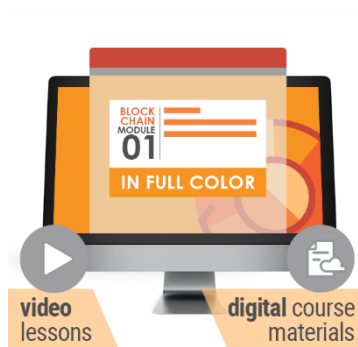 BLOCK
CHAIN
MODULE
01
IN FULL COLOR
video
lessons
digital course
materials